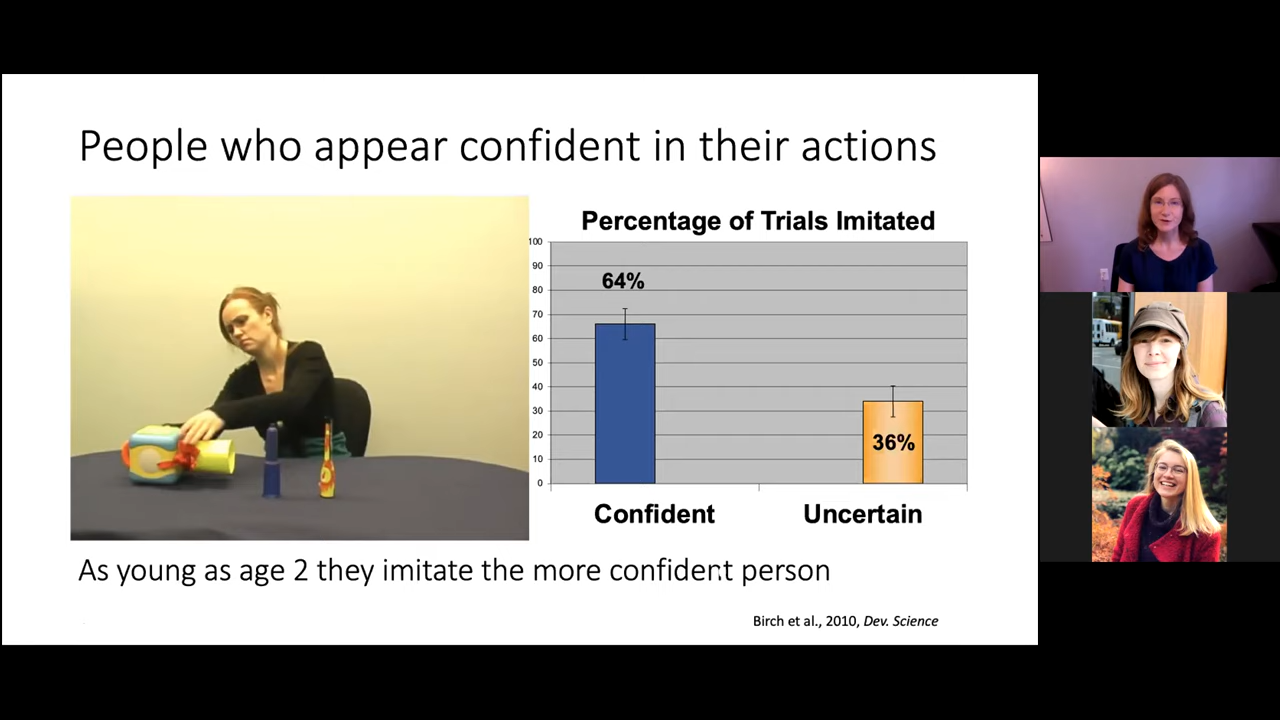 People who appear confident in their actions
Percentage of Trials Imitated
100
90
80
70
60
50
40
30
20
10
0
64%
36%
Confident
Uncertain
As young as age 2 they imitate the more confident person
Birch et al., 2010, Dev. Science